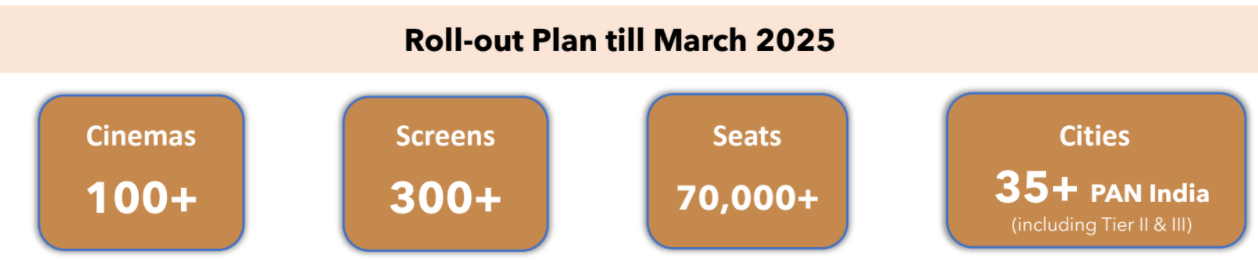 Roll-out Plan till March 2025
Cinemas
100+
Screens
300+
Seats
70,000+
Cities
35+ PAN India
(including Tier II & III)